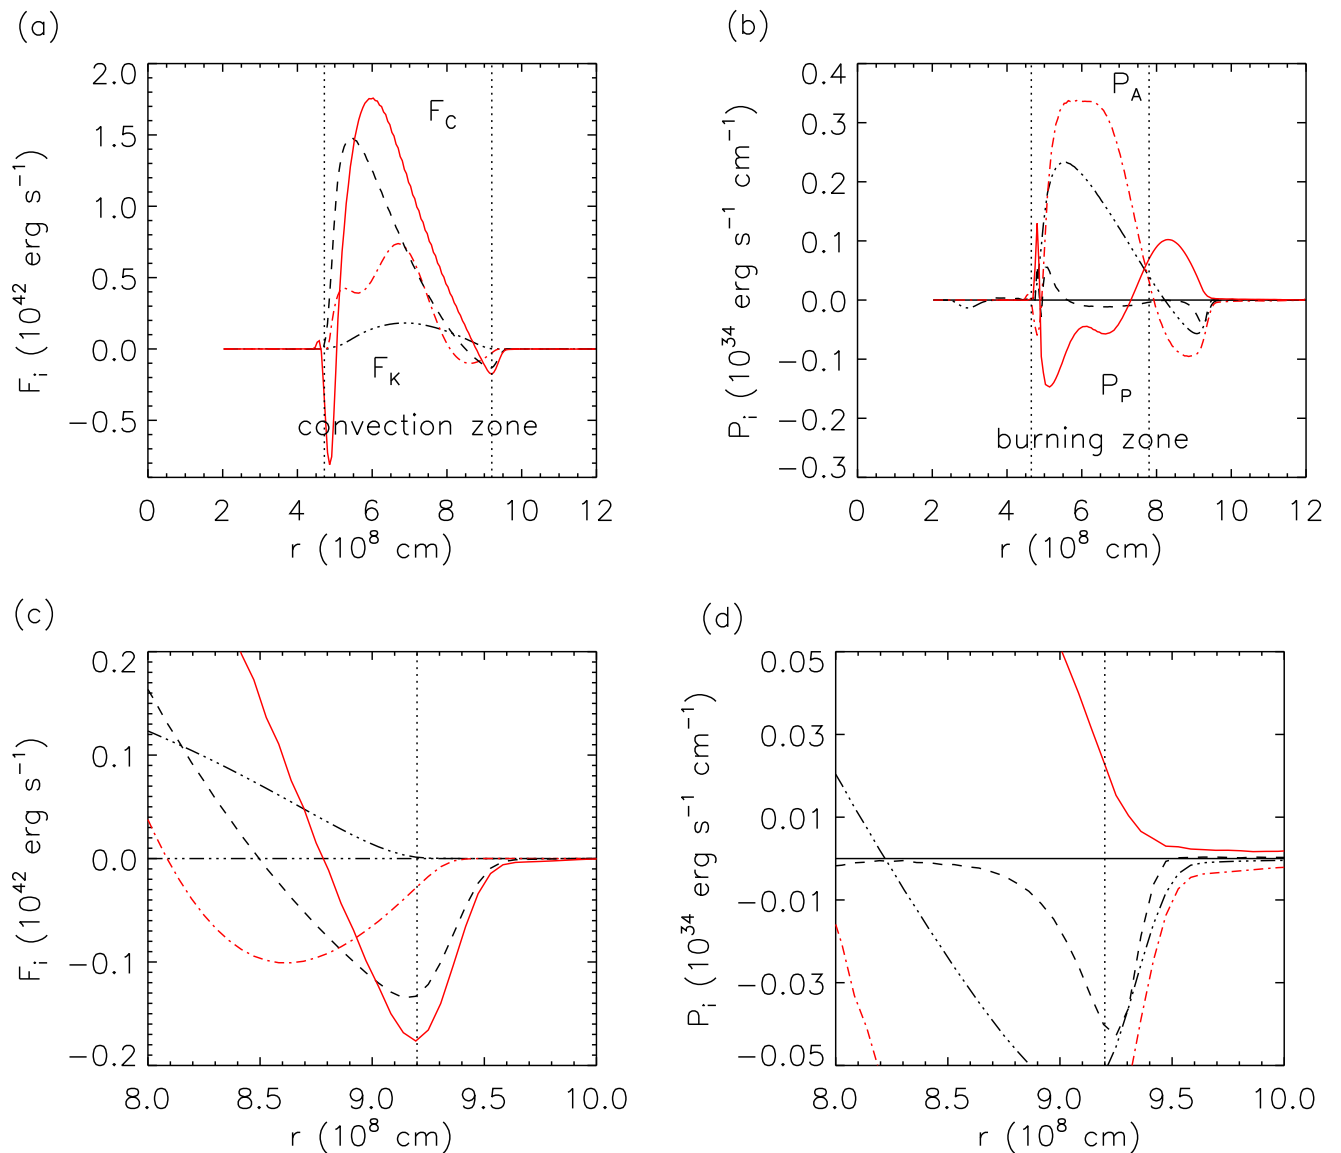 (a)
2.0
1.5
1.0
0.5
0.0
−0.5
F_i (10^42 erg s^−1)
F_C
F_K
convection zone
0 2 4 6 8 10 12
r (10^8 cm)
(b)
0.4
0.3
0.2
0.1
0.0
−0.1
−0.2
−0.3
P_i (10^34 erg s^−1 cm^−1)
P_A
P_P
burning zone
0 2 4 6 8 10 12
r (10^8 cm)
(c)
0.2
0.1
0.0
−0.1
−0.2
F_i (10^42 erg s^−1)
8.0 8.5 9.0 9.5 10.0
r (10^8 cm)
(d)
0.05
0.03
0.01
−0.01
−0.03
−0.05
P_i (10^34 erg s^−1 cm^−1)
8.0 8.5 9.0 9.5 10.0
r (10^8 cm)